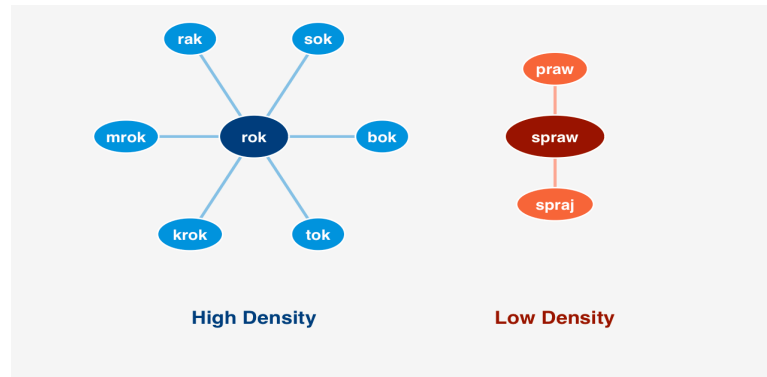 rak
sok
mrok
rok
bok
krok
tok
High Density
praw
spraw
spraj
Low Density